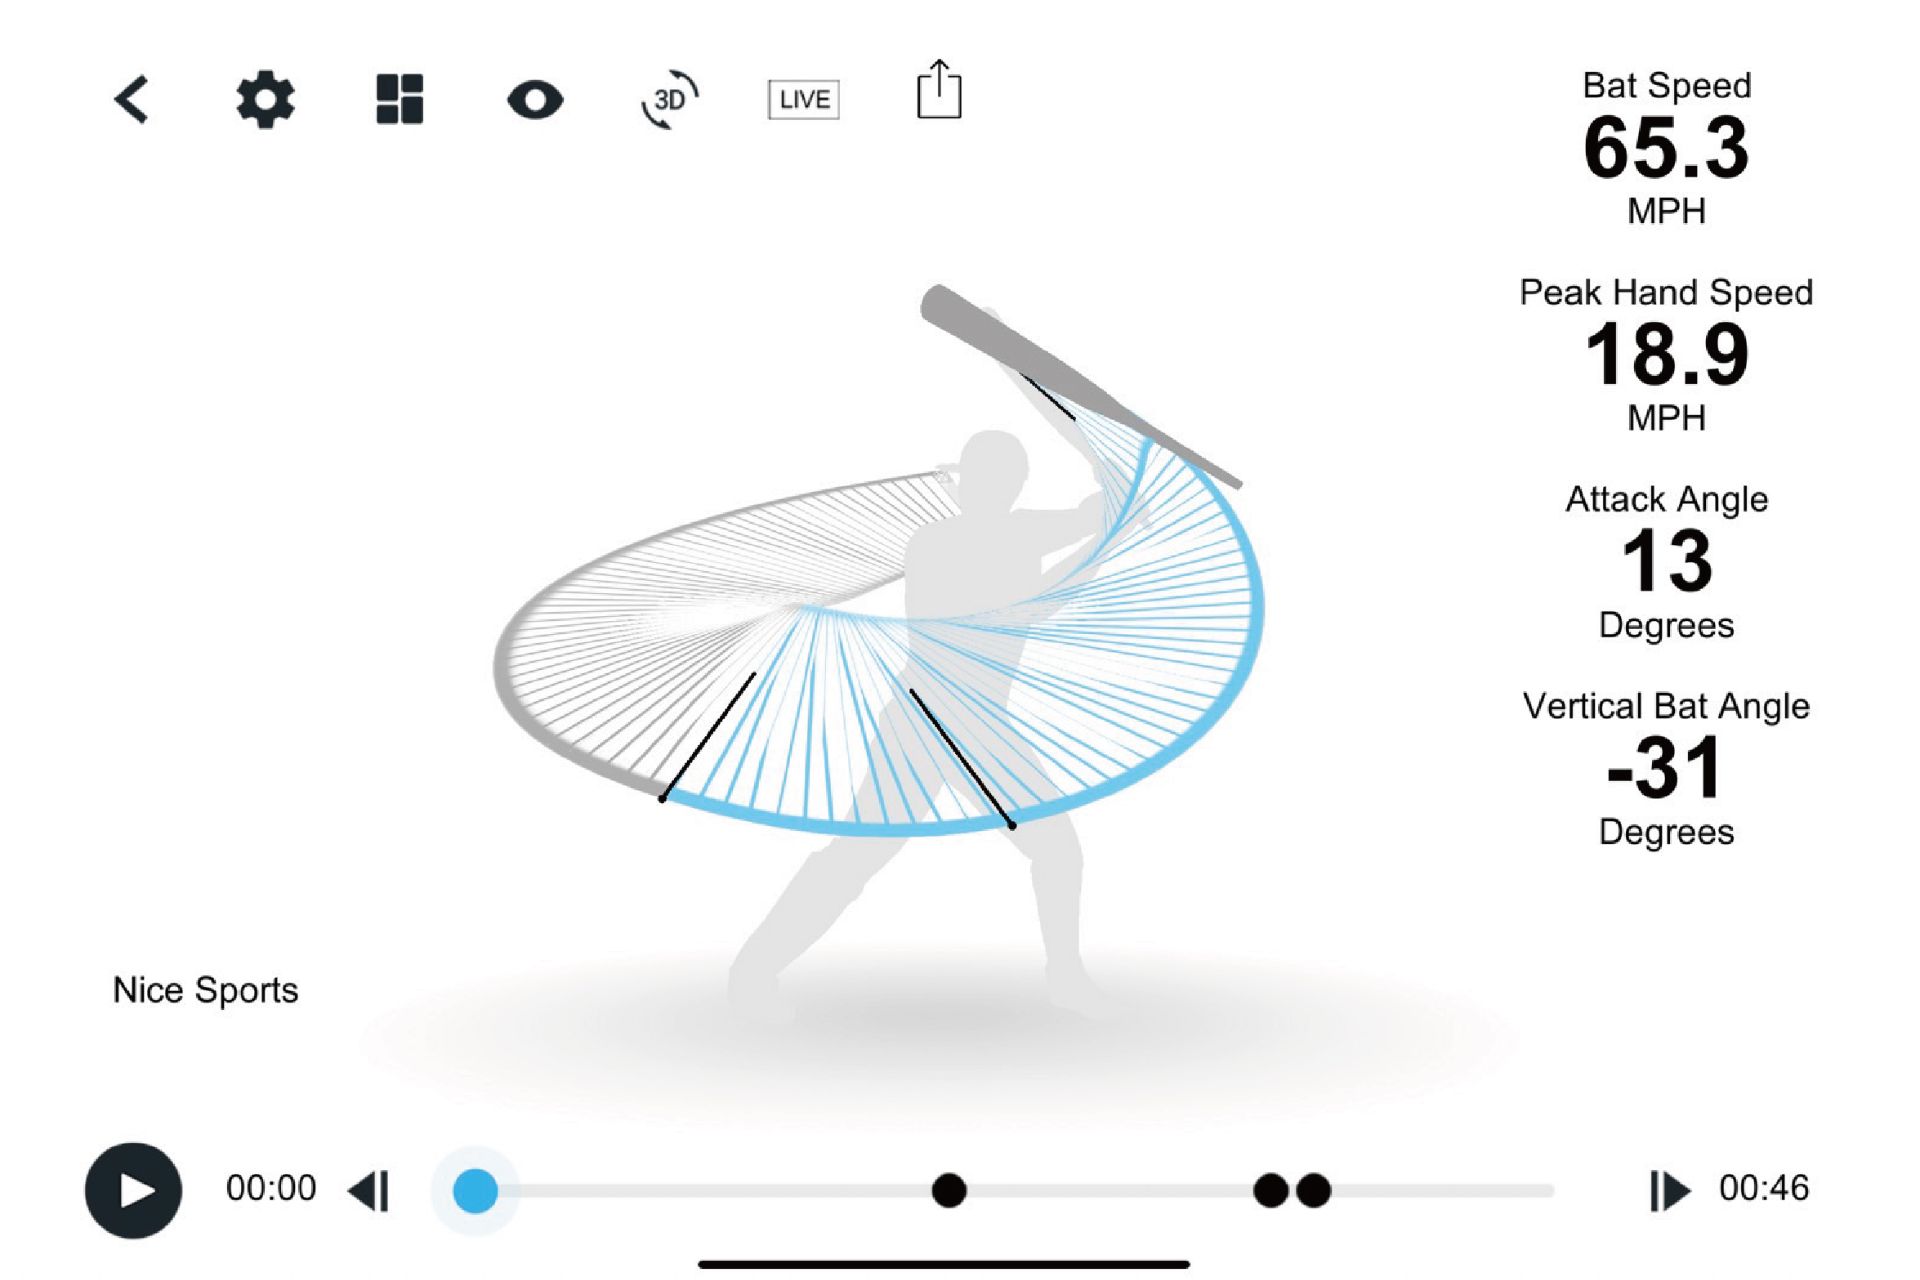 3D
LIVE
Bat Speed
65.3
MPH
Peak Hand Speed
18.9
MPH
Attack Angle
13
Degrees
Vertical Bat Angle
-31
Degrees
Nice Sports
00:00
00:46